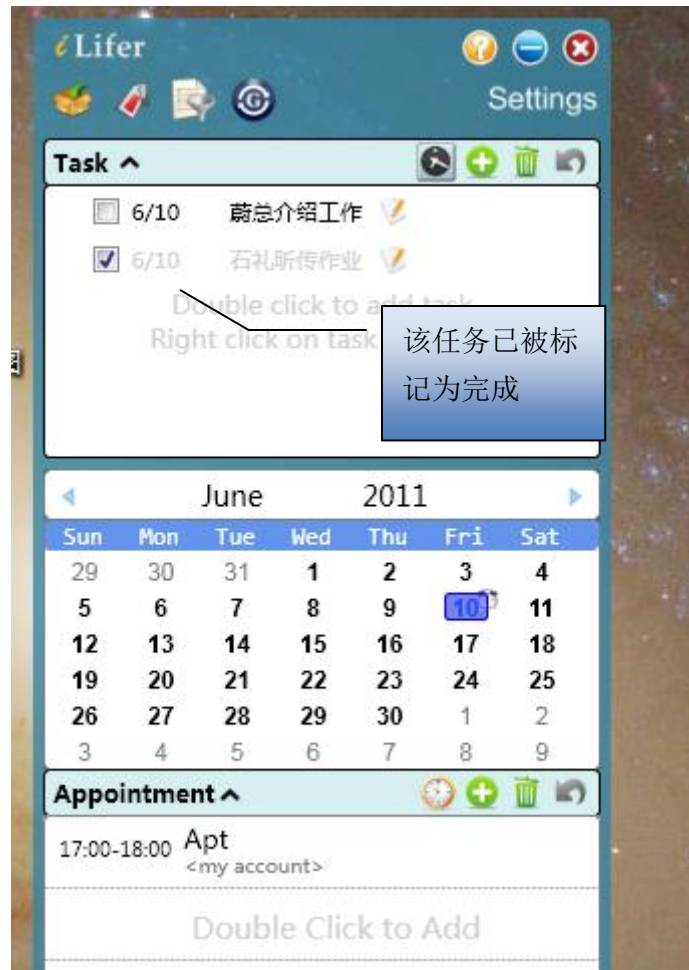 i Lifer
Settings
Task
6/10 蔚总介绍工作
6/10 石礼昕传作业
Double click to add task
Right click on task
该任务已被标
记为完成
June 2011
Sun Mon Tue Wed Thu Fri Sat
29 30 31 1 2 3 4
5 6 7 8 9 10 11
12 13 14 15 16 17 18
19 20 21 22 23 24 25
26 27 28 29 30 1 2
3 4 5 6 7 8 9
Appointment
17:00-18:00 Apt
<my account>
Double Click to Add